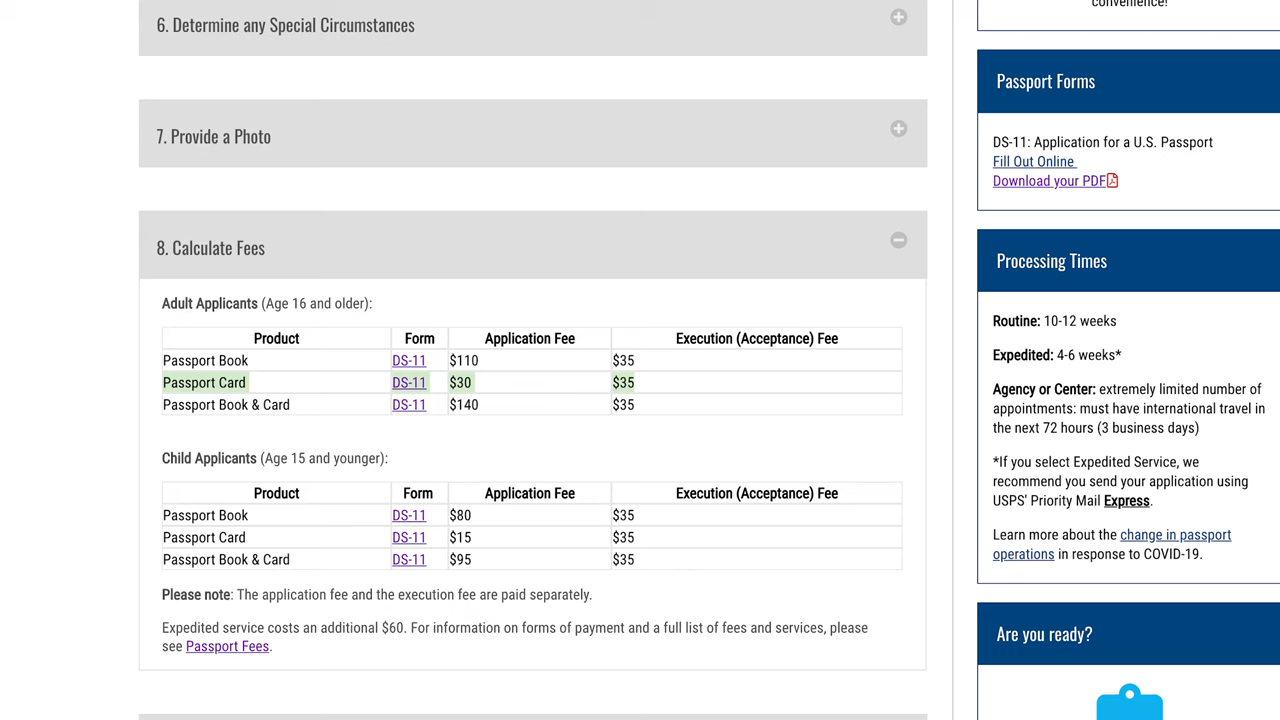 6. Determine any Special Circumstances
7. Provide a Photo
8. Calculate Fees
Adult Applicants (Age 16 and older):
Product Form Application Fee Execution (Acceptance) Fee
Passport Book DS-11 $110 $35
Passport Card DS-11 $30 $35
Passport Book & Card DS-11 $140 $35
Child Applicants (Age 15 and younger):
Product Form Application Fee Execution (Acceptance) Fee
Passport Book DS-11 $80 $35
Passport Card DS-11 $15 $35
Passport Book & Card DS-11 $95 $35
Please note: The application fee and the execution fee are paid separately.
Expedited service costs an additional $60. For information on forms of payment and a full list of fees and services, please
see Passport Fees.
convenience!
Passport Forms
DS-11: Application for a U.S. Passport
Fill Out Online
Download your PDF
Processing Times
Routine: 10-12 weeks
Expedited: 4-6 weeks*
Agency or Center: extremely limited number of
appointments: must have international travel in
the next 72 hours (3 business days)
*If you select Expedited Service, we
recommend you send your application using
USPS' Priority Mail Express.
Learn more about the change in passport
operations in response to COVID-19.
Are you ready?